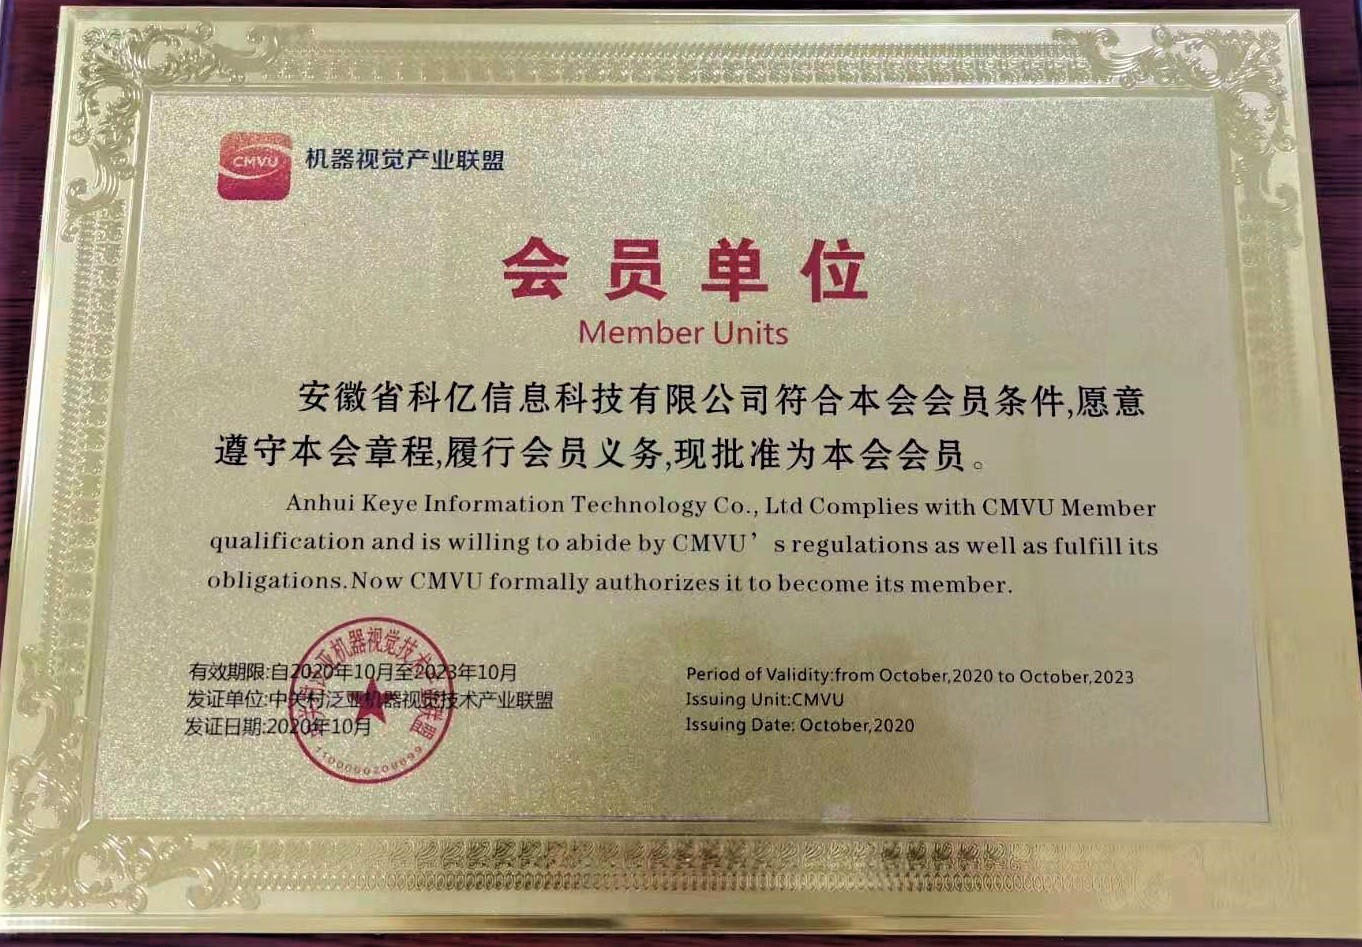 CMVU 机器视觉产业联盟
会员单位
Member Units
安徽省科亿信息科技有限公司符合本会会员条件,愿意
遵守本会章程,履行会员义务,现批准为本会会员。
Anhui Keye Information Technology Co., Ltd Complies with CMVU Member
qualification and is willing to abide by CMVU’s regulations as well as fulfill its
obligations.Now CMVU formally authorizes it to become its member.
有效期限:自2020年10月至2023年10月
发证单位:中关村泛亚机器视觉技术产业联盟
发证日期:2020年10月
Period of Validity:from October,2020 to October,2023
Issuing Unit:CMVU
Issuing Date: October,2020